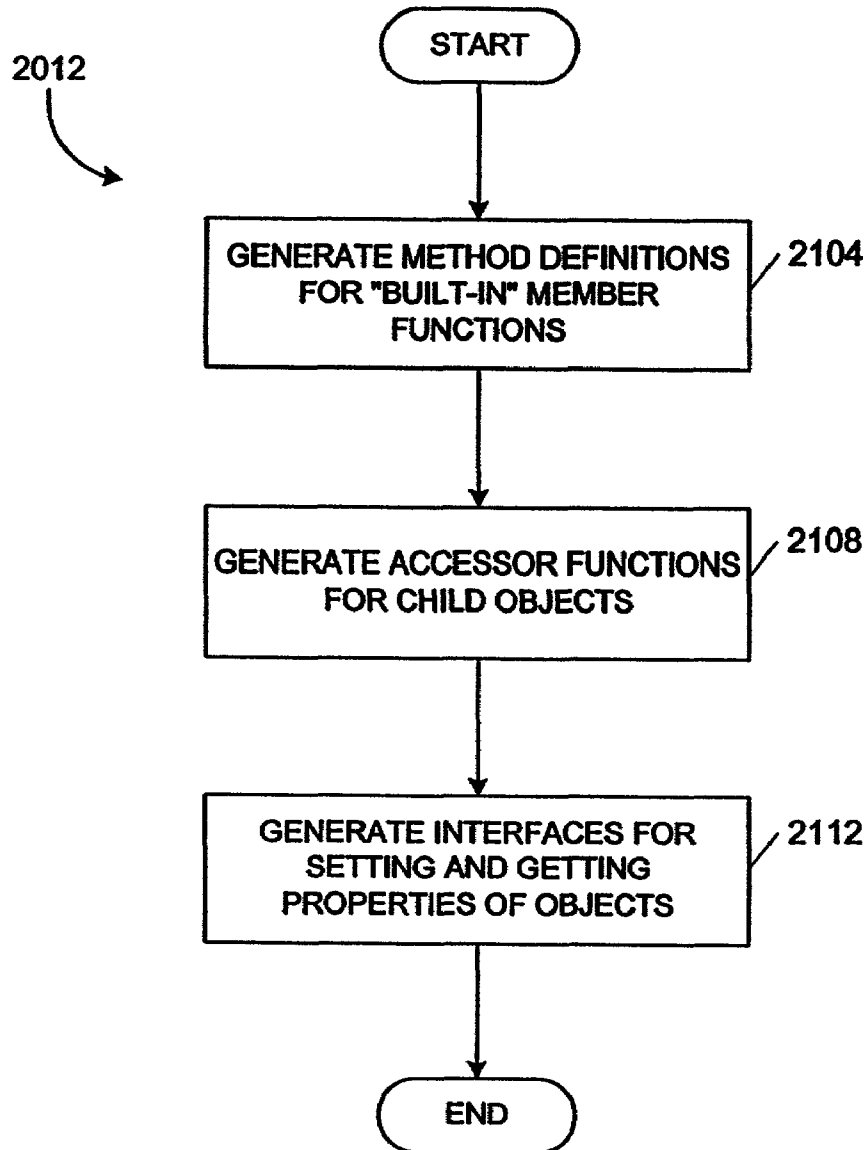 START
2012
GENERATE METHOD DEFINITIONS
FOR "BUILT-IN" MEMBER
FUNCTIONS
2104
GENERATE ACCESSOR FUNCTIONS
FOR CHILD OBJECTS
2108
GENERATE INTERFACES FOR
SETTING AND GETTING
PROPERTIES OF OBJECTS
2112
END